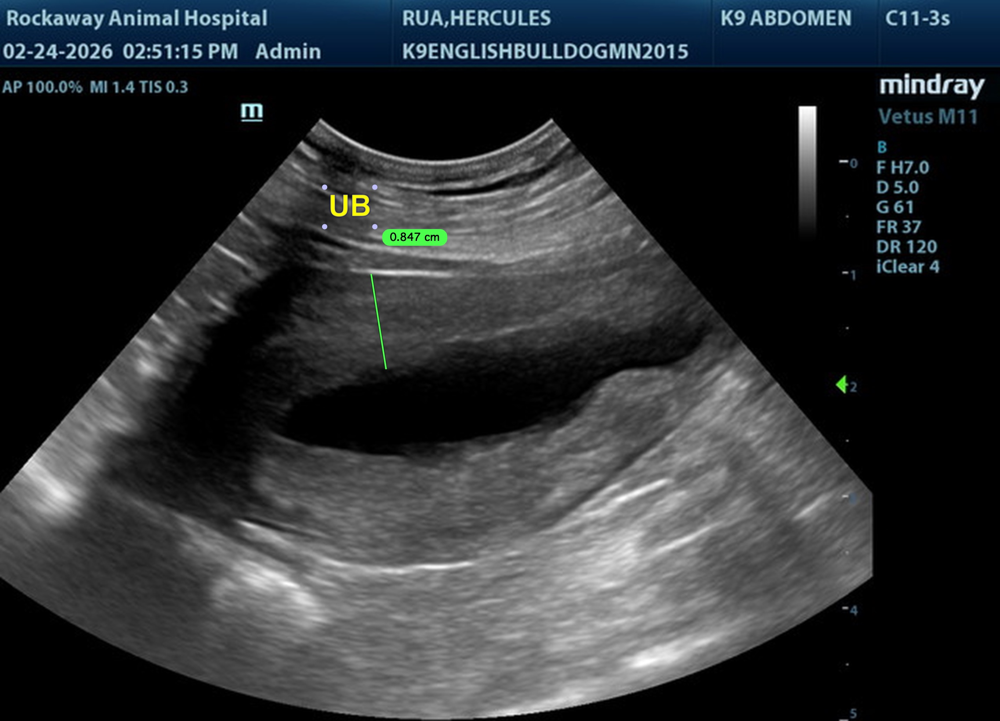 Rockaway Animal Hospital
RUA,HERCULES
K9 ABDOMEN
C11-3s
02-24-2026 02:51:15 PM Admin
K9ENGLISHBULLDOGMN2015
AP 100.0% MI 1.4 TIS 0.3
mindray
m
Vetus M11
B
0
F H7.0
D 5.0
UB
G 61
FR 37
0.847 cm
DR 120
iClear 4
1
2
4
5